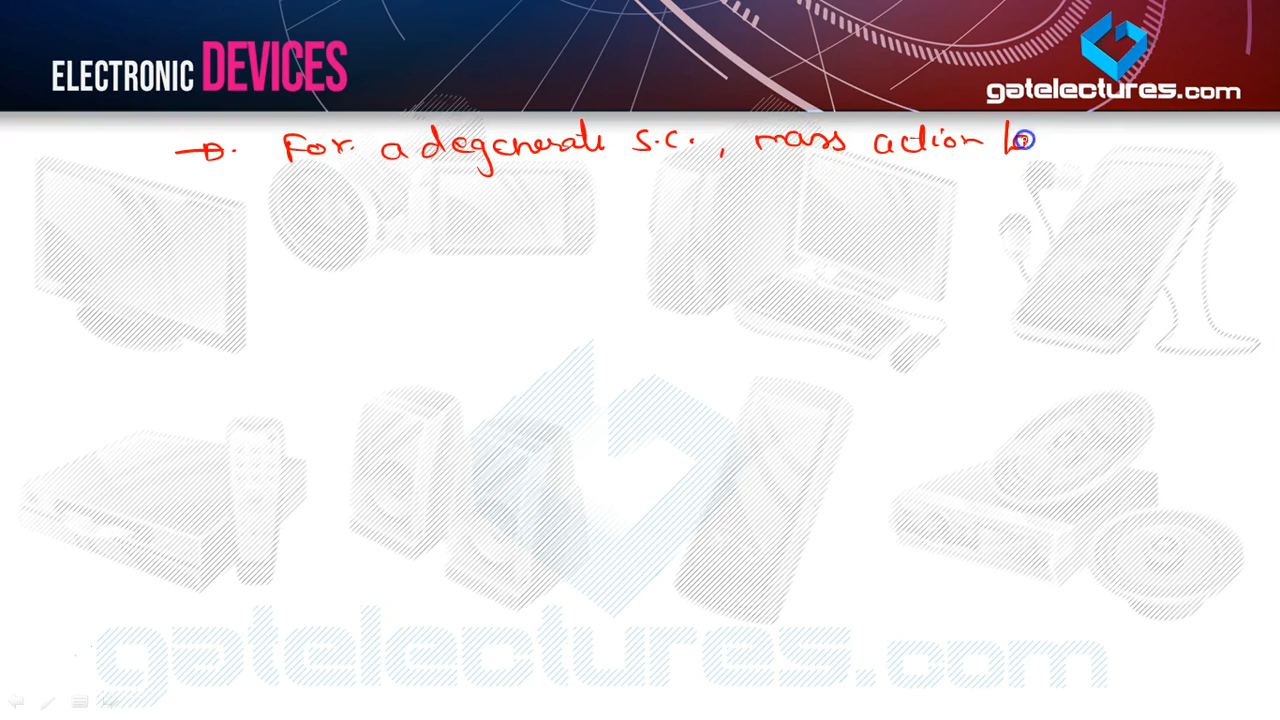 ELECTRONIC DEVICES
gatelectures.com
→ For a degenerate s.c., mass action
gatelectures.com